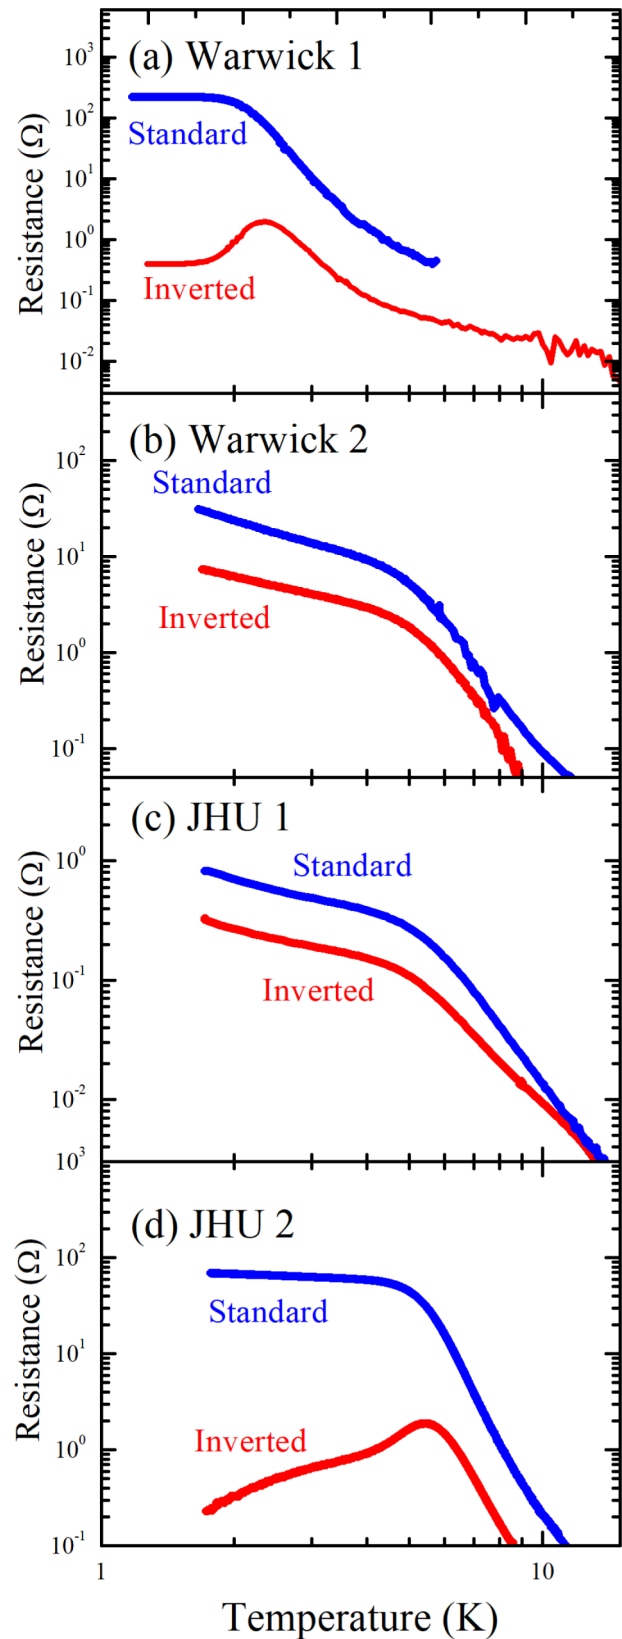 (a) Warwick 1
Standard
Inverted
Resistance (Ω)
10³
10²
10¹
10⁰
10⁻¹
10⁻²
(b) Warwick 2
Standard
Inverted
Resistance (Ω)
10²
10¹
10⁰
10⁻¹
(c) JHU 1
Standard
Inverted
Resistance (Ω)
10⁰
10⁻¹
10⁻²
10³
(d) JHU 2
Standard
Inverted
Resistance (Ω)
10²
10¹
10⁰
10⁻¹
1 10
Temperature (K)